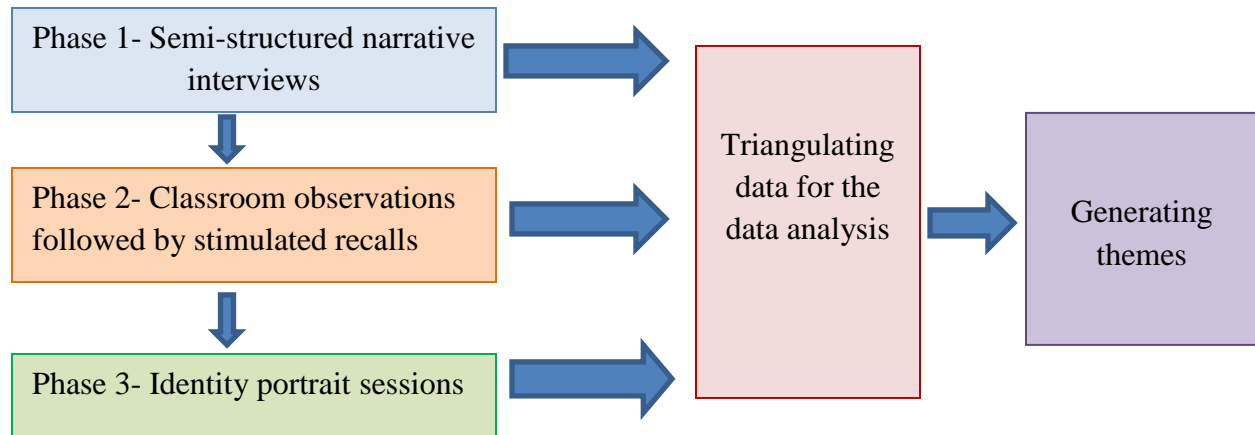 Phase 1- Semi-structured narrative
interviews
Phase 2- Classroom observations
followed by stimulated recalls
Phase 3- Identity portrait sessions
Triangulating
data for the
data analysis
Generating
themes